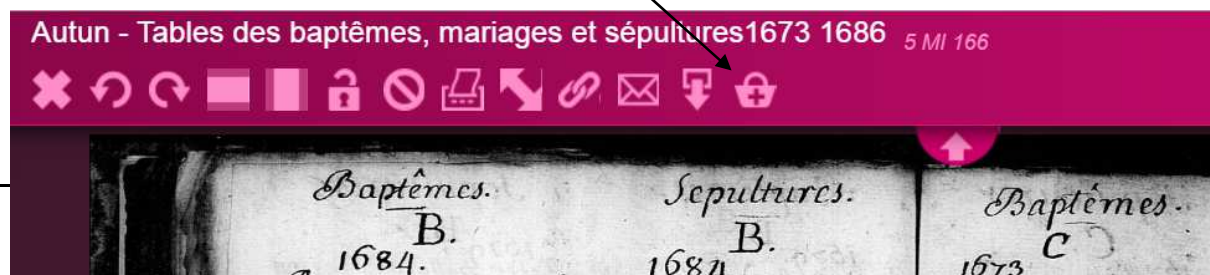 Autun - Tables des baptêmes, mariages et sépultures1673 1686 5 MI 166
Baptêmes. Sepultures. Baptêmes.
B. B. C
1684. 1684 1673